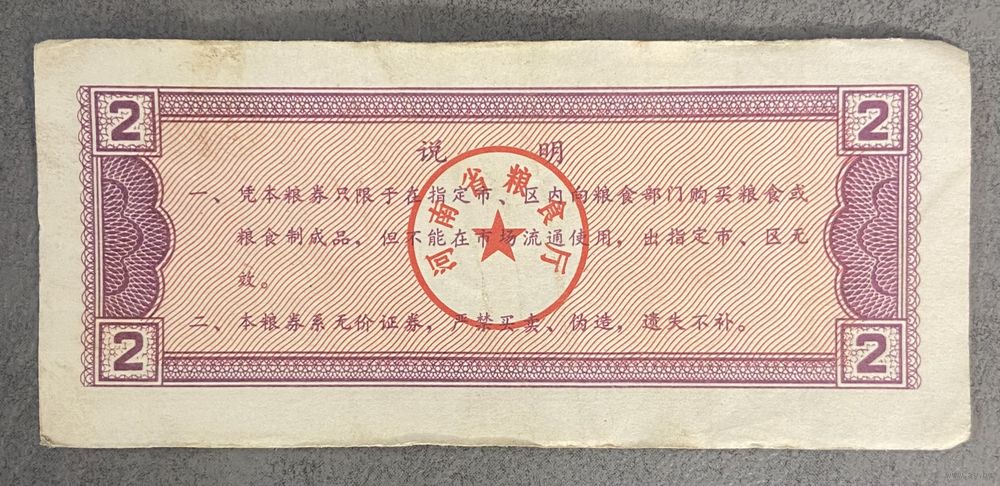 2
2
说 明
一、凭本粮券只限于在指定市、区内向粮食部门购买粮食或
粮食制成品，但不能在市场流通使用，出指定市、区无
效。
二、本粮券系无价证券，严禁买卖、伪造，遗失不补。
河南省粮食厅
2
2